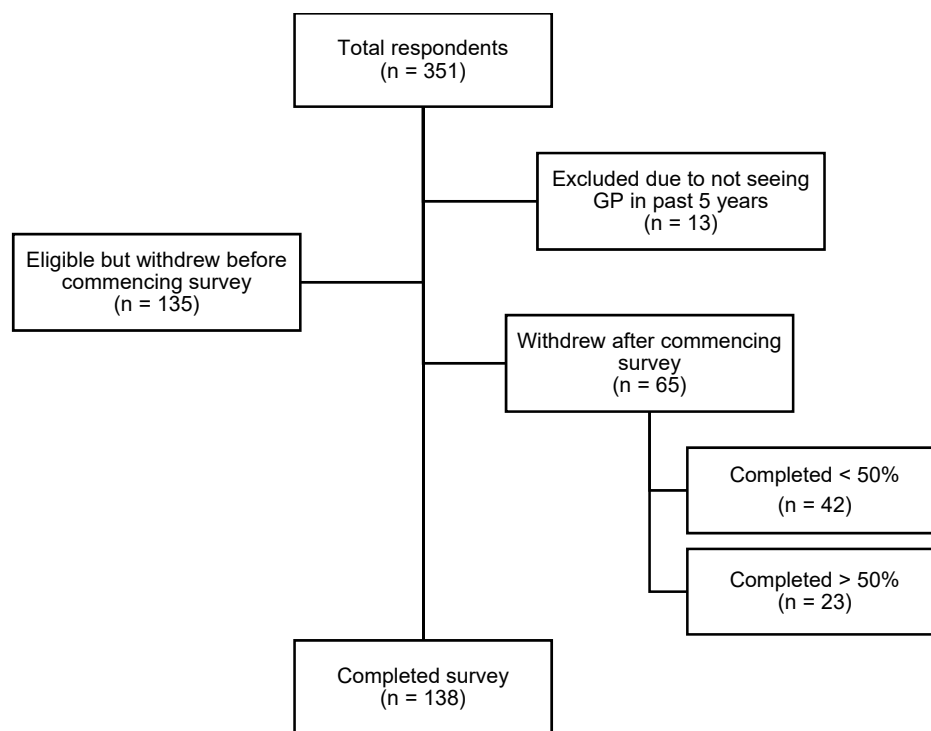 Total respondents
(n = 351)
Excluded due to not seeing
GP in past 5 years
(n = 13)
Eligible but withdrew before
commencing survey
(n = 135)
Withdrew after commencing
survey
(n = 65)
Completed < 50%
(n = 42)
Completed > 50%
(n = 23)
Completed survey
(n = 138)